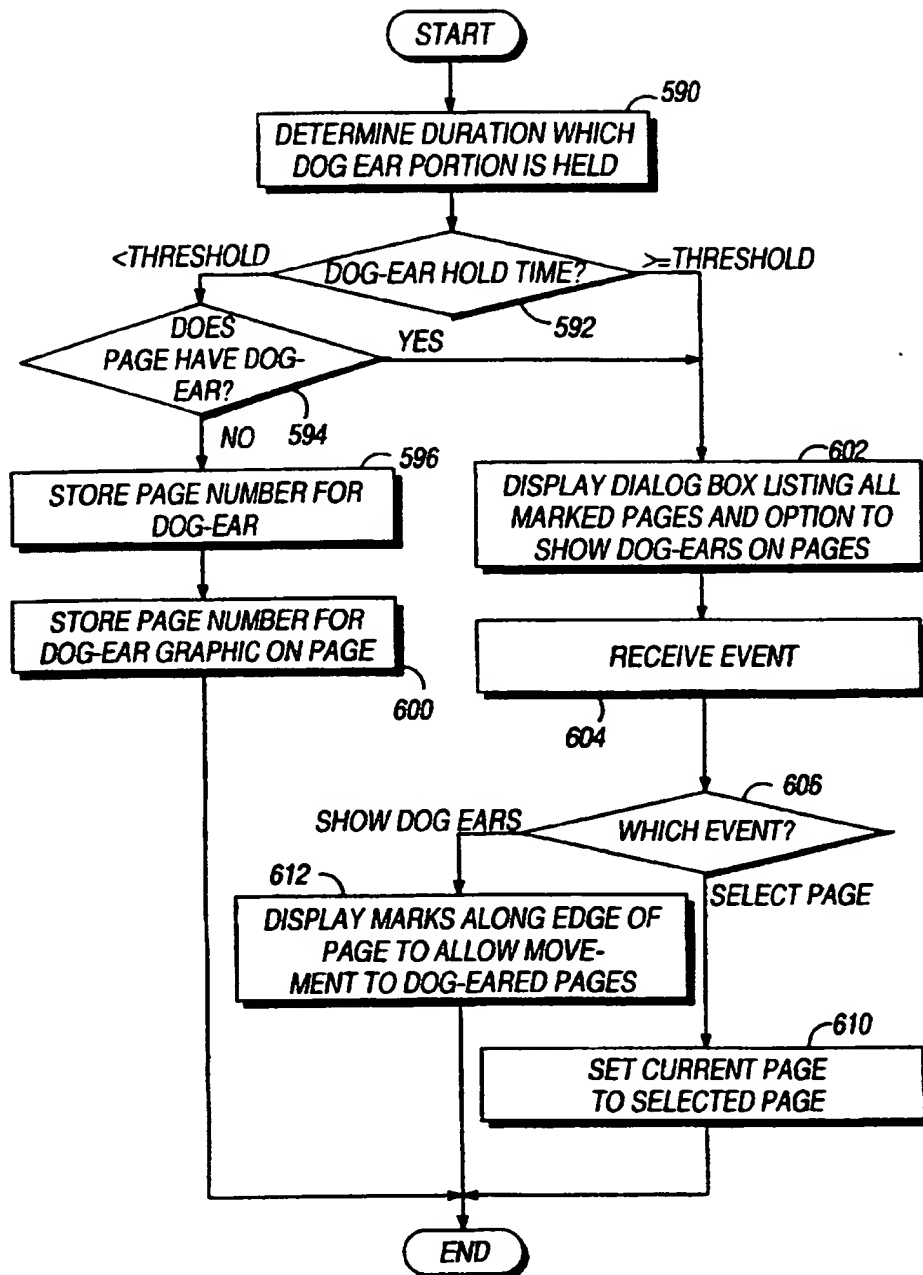 START
590
DETERMINE DURATION WHICH
DOG EAR PORTION IS HELD
<THRESHOLD
DOG-EAR HOLD TIME?
>=THRESHOLD
592
DOES
PAGE HAVE DOG-
EAR?
YES
594
NO
596
STORE PAGE NUMBER FOR
DOG-EAR
602
DISPLAY DIALOG BOX LISTING ALL
MARKED PAGES AND OPTION TO
SHOW DOG-EARS ON PAGES
STORE PAGE NUMBER FOR
DOG-EAR GRAPHIC ON PAGE
600
RECEIVE EVENT
604
606
SHOW DOG EARS
WHICH EVENT?
SELECT PAGE
612
DISPLAY MARKS ALONG EDGE OF
PAGE TO ALLOW MOVE-
MENT TO DOG-EARED PAGES
610
SET CURRENT PAGE
TO SELECTED PAGE
END